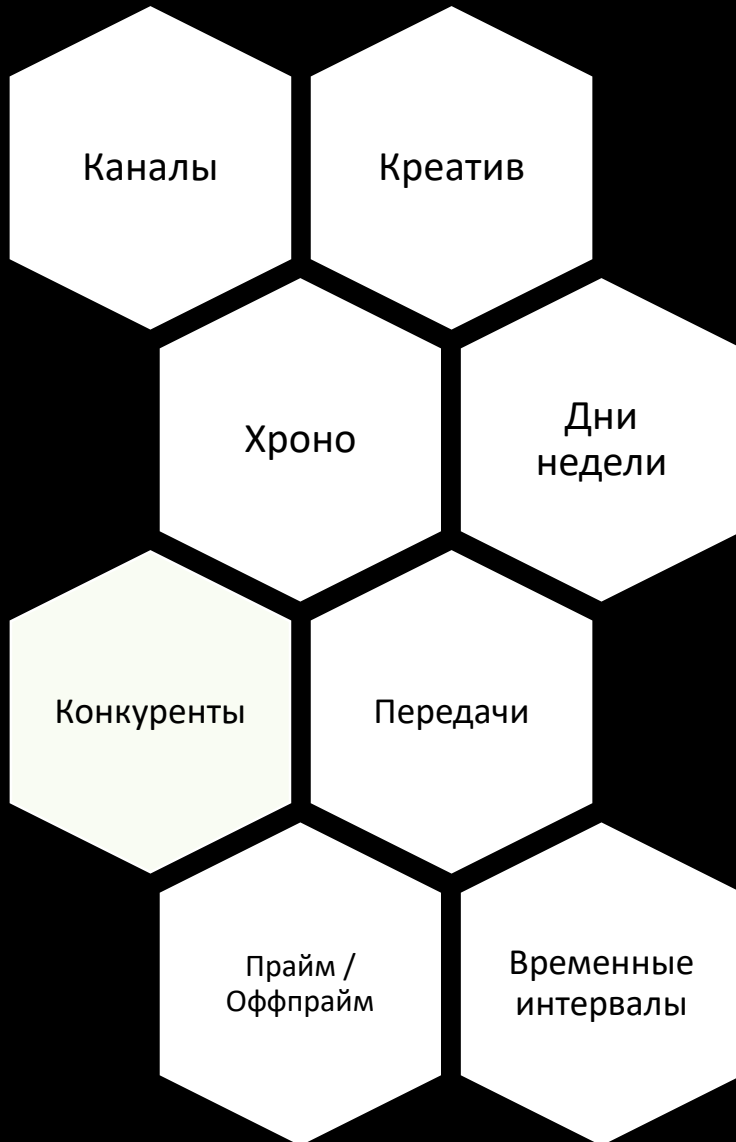 Каналы
Креатив
Хроно
Дни
недели
Конкуренты
Передачи
Прайм /
Оффпрайм
Временные
интервалы